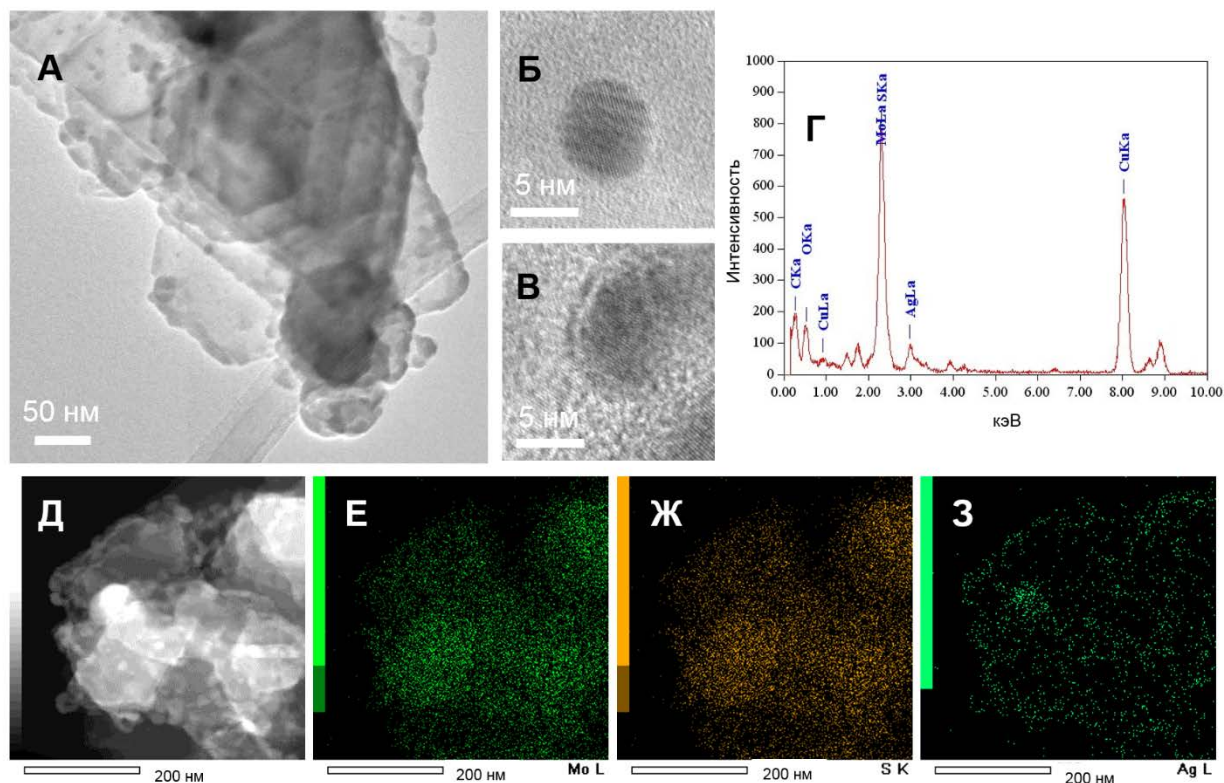 А
50 нм
Б
5 нм
В
5 нм
Г
Интенсивность
1000
900
800
700
600
500
400
300
200
100
0
CKa
OKa
CuLa
MoLa SKa
AgLa
CuKa
0.00 1.00 2.00 3.00 4.00 5.00 6.00 7.00 8.00 9.00 10.00
кэВ
Д
200 нм
Е
200 нм Mo L
Ж
200 нм S K
З
200 нм Ag L